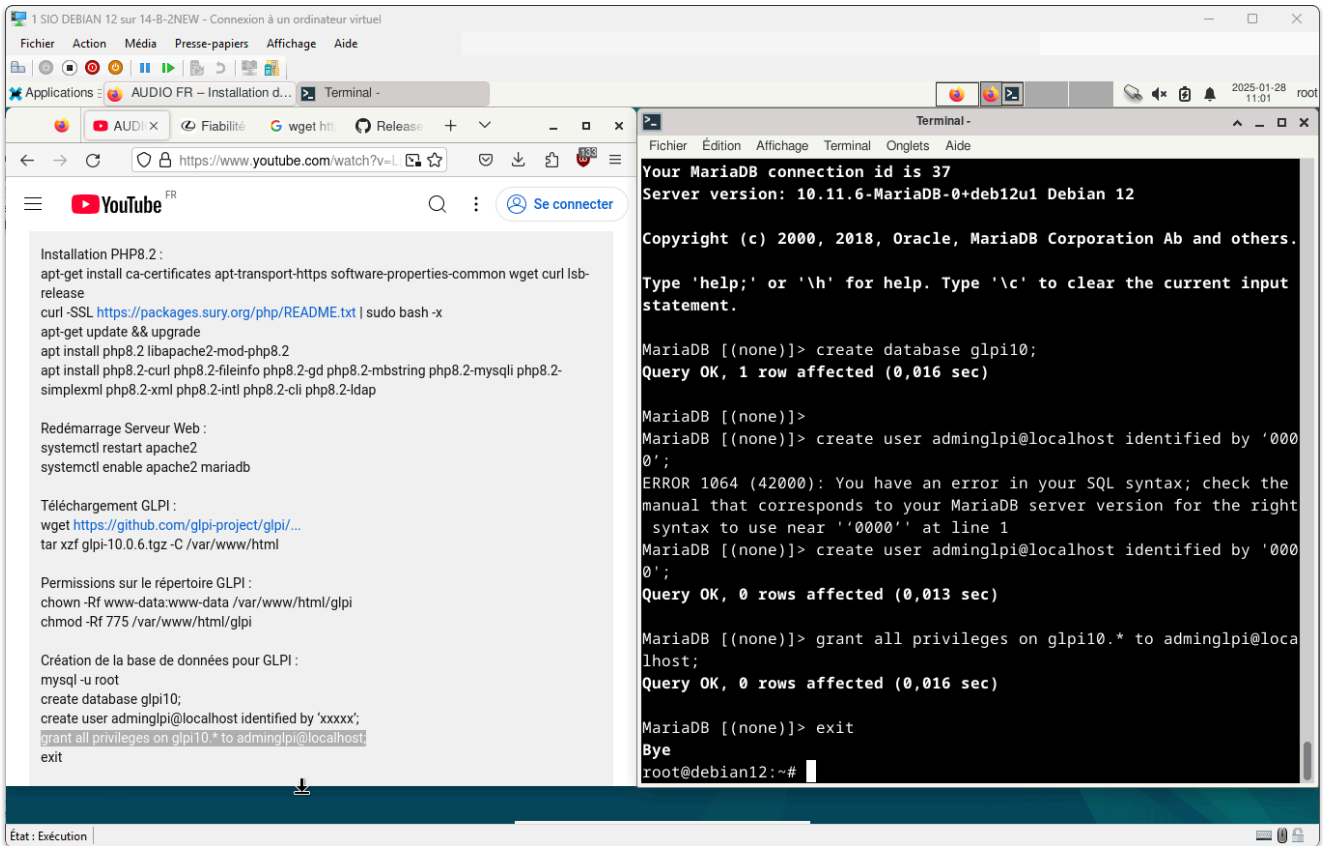 1 SIO DEBIAN 12 sur 14-B-2NEW - Connexion à un ordinateur virtuel
Fichier Action Média Presse-papiers Affichage Aide
Applications
AUDIO FR – Installation d...
Terminal -
2025-01-28
11:01
root
AUDI
Fiabilité
wget htt
Release
https://www.youtube.com/watch?v=L
133
YouTube FR
Se connecter
Installation PHP8.2 :
apt-get install ca-certificates apt-transport-https software-properties-common wget curl lsb-
release
curl -SSL https://packages.sury.org/php/README.txt | sudo bash -x
apt-get update && upgrade
apt install php8.2 libapache2-mod-php8.2
apt install php8.2-curl php8.2-fileinfo php8.2-gd php8.2-mbstring php8.2-mysqli php8.2-
simplexml php8.2-xml php8.2-intl php8.2-cli php8.2-ldap
Redémarrage Serveur Web :
systemctl restart apache2
systemctl enable apache2 mariadb
Téléchargement GLPI :
wget https://github.com/glpi-project/glpi/...
tar xzf glpi-10.0.6.tgz -C /var/www/html
Permissions sur le répertoire GLPI :
chown -Rf www-data:www-data /var/www/html/glpi
chmod -Rf 775 /var/www/html/glpi
Création de la base de données pour GLPI :
mysql -u root
create database glpi10;
create user adminglpi@localhost identified by ‘xxxxx’;
grant all privileges on glpi10.* to adminglpi@localhost;
exit
Terminal -
Fichier Édition Affichage Terminal Onglets Aide
Your MariaDB connection id is 37
Server version: 10.11.6-MariaDB-0+deb12u1 Debian 12
Copyright (c) 2000, 2018, Oracle, MariaDB Corporation Ab and others.
Type 'help;' or '\h' for help. Type '\c' to clear the current input
statement.
MariaDB [(none)]> create database glpi10;
Query OK, 1 row affected (0,016 sec)
MariaDB [(none)]>
MariaDB [(none)]> create user adminglpi@localhost identified by ‘000
0’;
ERROR 1064 (42000): You have an error in your SQL syntax; check the
manual that corresponds to your MariaDB server version for the right
syntax to use near '‘0000’' at line 1
MariaDB [(none)]> create user adminglpi@localhost identified by '000
0';
Query OK, 0 rows affected (0,013 sec)
MariaDB [(none)]> grant all privileges on glpi10.* to adminglpi@loca
lhost;
Query OK, 0 rows affected (0,016 sec)
MariaDB [(none)]> exit
Bye
root@debian12:~#
État : Exécution